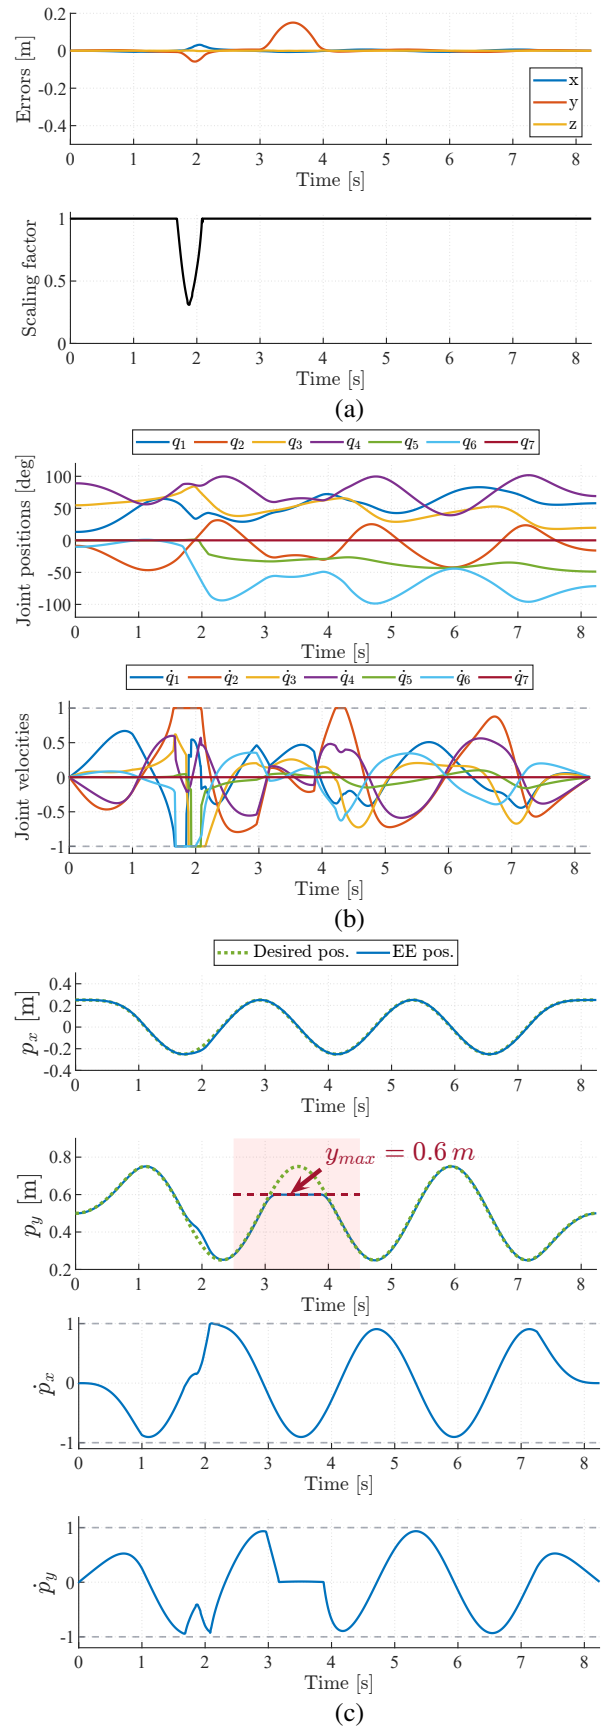 0.2
0
-0.2
-0.4
Errors [m]
x
y
z
0 1 2 3 4 5 6 7 8
Time [s]
1
0.5
0
Scaling factor
0 1 2 3 4 5 6 7 8
Time [s]
(a)
q₁ q₂ q₃ q₄ q₅ q₆ q₇
100
50
0
-50
-100
Joint positions [deg]
0 1 2 3 4 5 6 7 8
Time [s]
q̇₁ q̇₂ q̇₃ q̇₄ q̇₅ q̇₆ q̇₇
1
0.5
0
-0.5
-1
Joint velocities
0 1 2 3 4 5 6 7 8
Time [s]
(b)
Desired pos. EE pos.
0.4
0.2
0
-0.2
-0.4
pₓ [m]
0 1 2 3 4 5 6 7 8
Time [s]
y_max = 0.6 m
0.8
0.6
0.4
0.2
p_y [m]
0 1 2 3 4 5 6 7 8
Time [s]
1
0
-1
ṗₓ
0 1 2 3 4 5 6 7 8
Time [s]
1
0
-1
ṗ_y
0 1 2 3 4 5 6 7 8
Time [s]
(c)